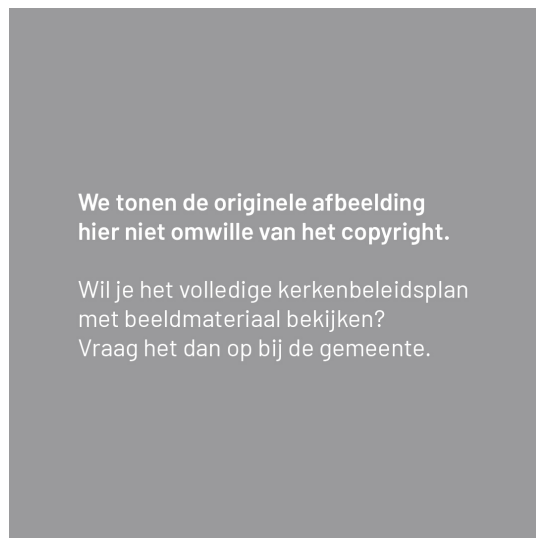 We tonen de originele afbeelding
hier niet omwille van het copyright.
Wil je het volledige kerkenbeleidsplan
met beeldmateriaal bekijken?
Vraag het dan op bij de gemeente.